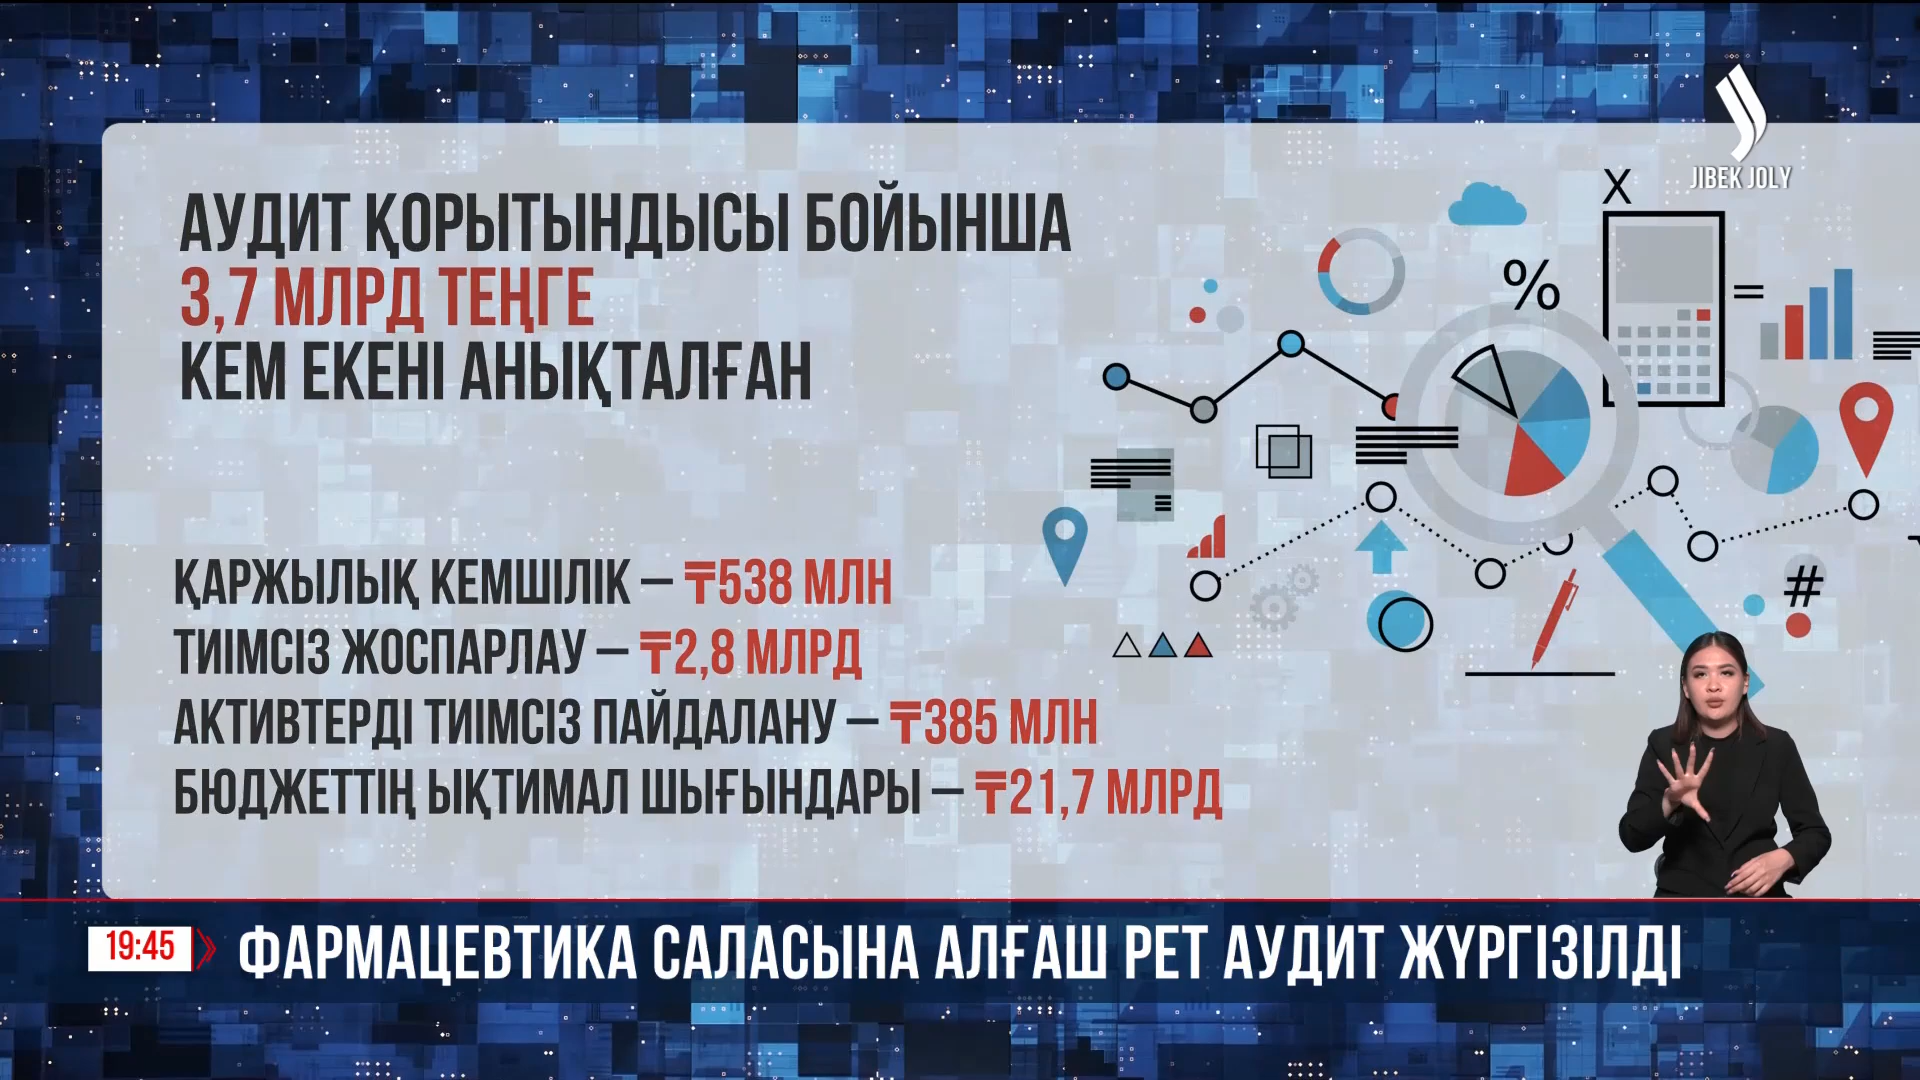 JIBEK JOLY
АУДИТ ҚОРЫТЫНДЫСЫ БОЙЫНША
3,7 МЛРД ТЕҢГЕ
КЕМ ЕКЕНІ АНЫҚТАЛҒАН
X
%
=
#
ҚАРЖЫЛЫҚ КЕМШІЛІК – ₸538 МЛН
ТИІМСІЗ ЖОСПАРЛАУ – ₸2,8 МЛРД
АКТИВТЕРДІ ТИІМСІЗ ПАЙДАЛАНУ – ₸385 МЛН
БЮДЖЕТТІҢ ЫҚТИМАЛ ШЫҒЫНДАРЫ – ₸21,7 МЛРД
19:45
ФАРМАЦЕВТИКА САЛАСЫНА АЛҒАШ РЕТ АУДИТ ЖҮРГІЗІЛДІ